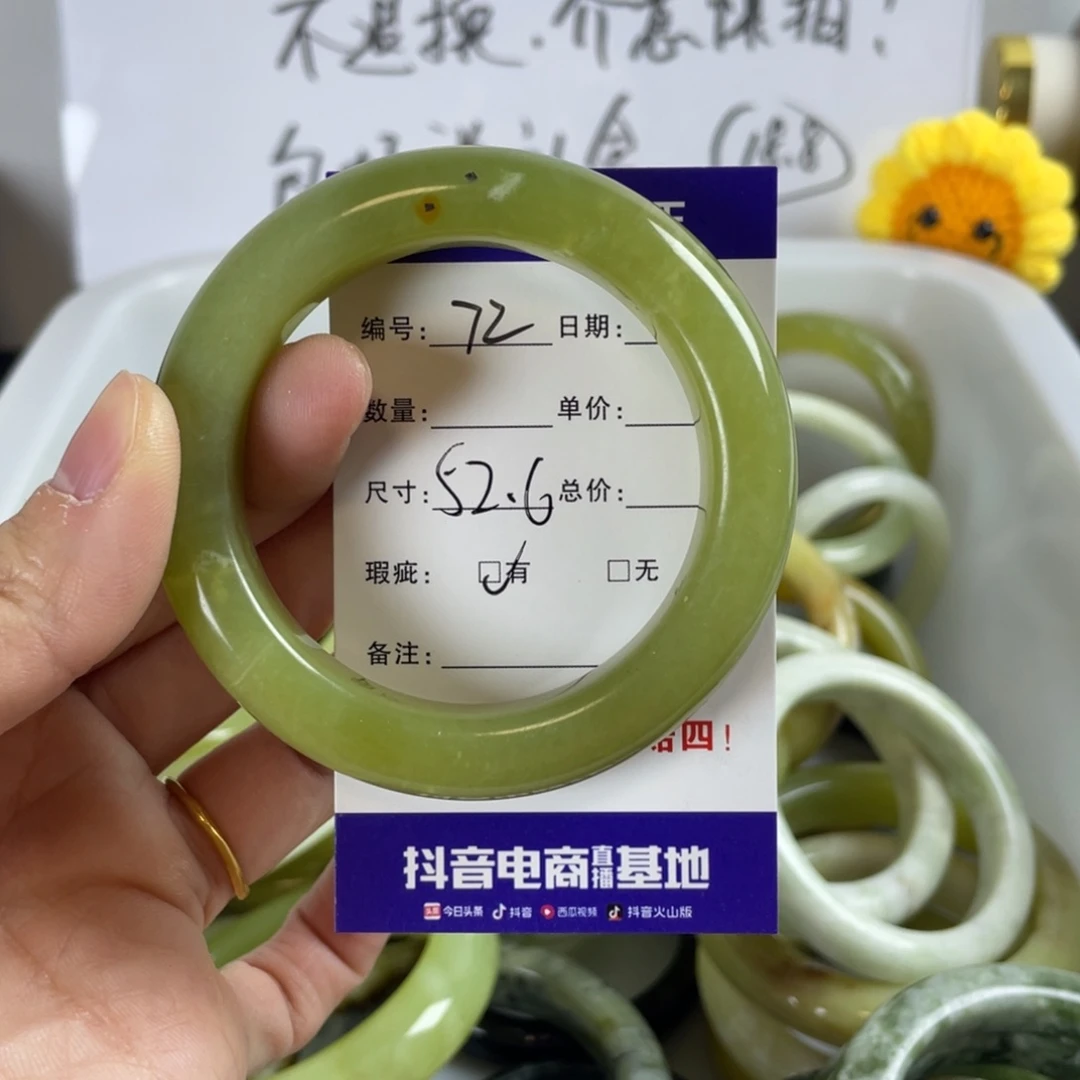 不退换.介意慎拍!
编号: 72 日期:
数量: 单价:
尺寸: 52.6 总价:
瑕疵: ☑有 □无
备注:
四!
抖音电商直播基地
头条 今日头条 抖音 西瓜视频 抖音火山版